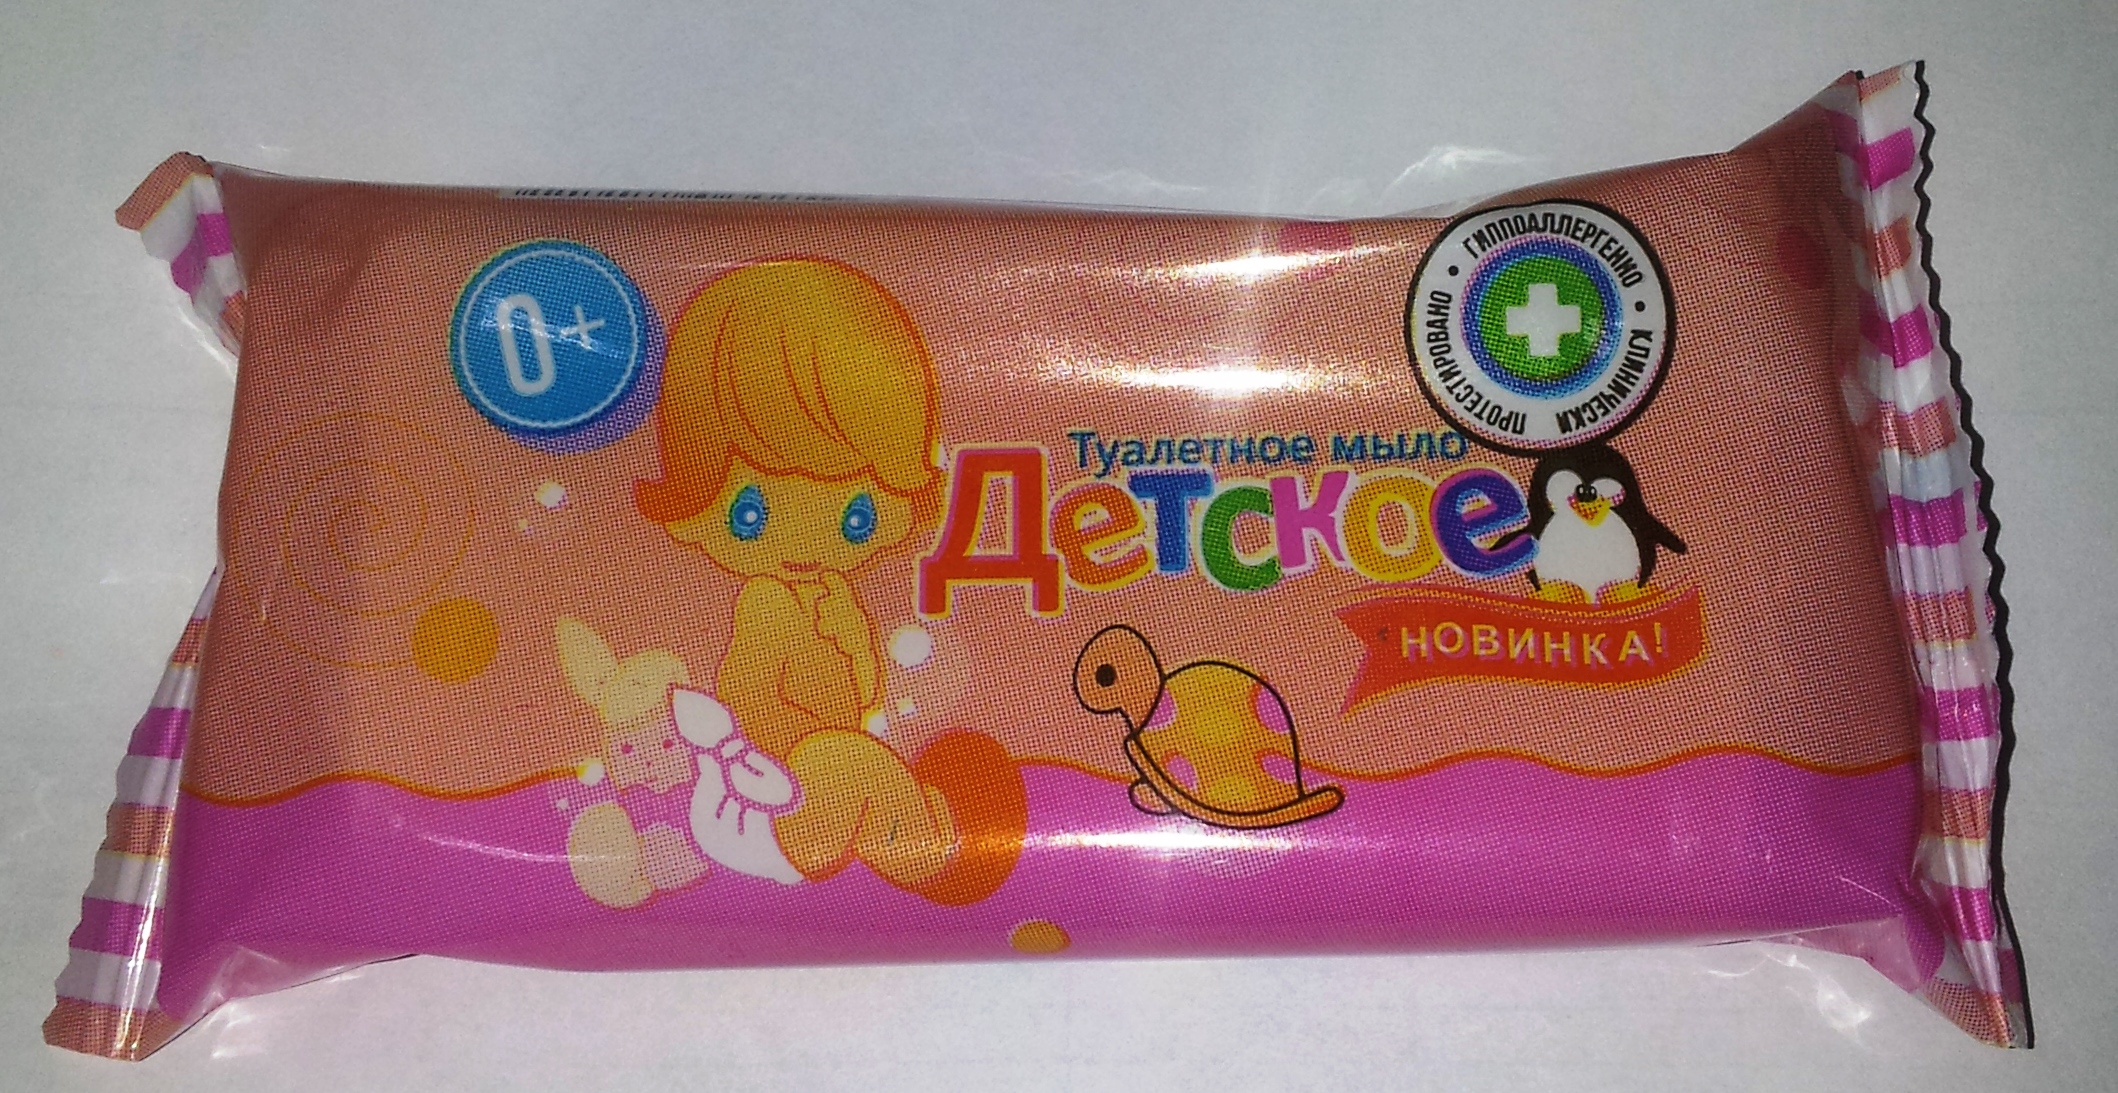 0+
ГИППОАЛЛЕРГЕННО • КЛИНИЧЕСКИ ПРОТЕСТИРОВАНО •
Туалетное мыло
Детское
НОВИНКА!